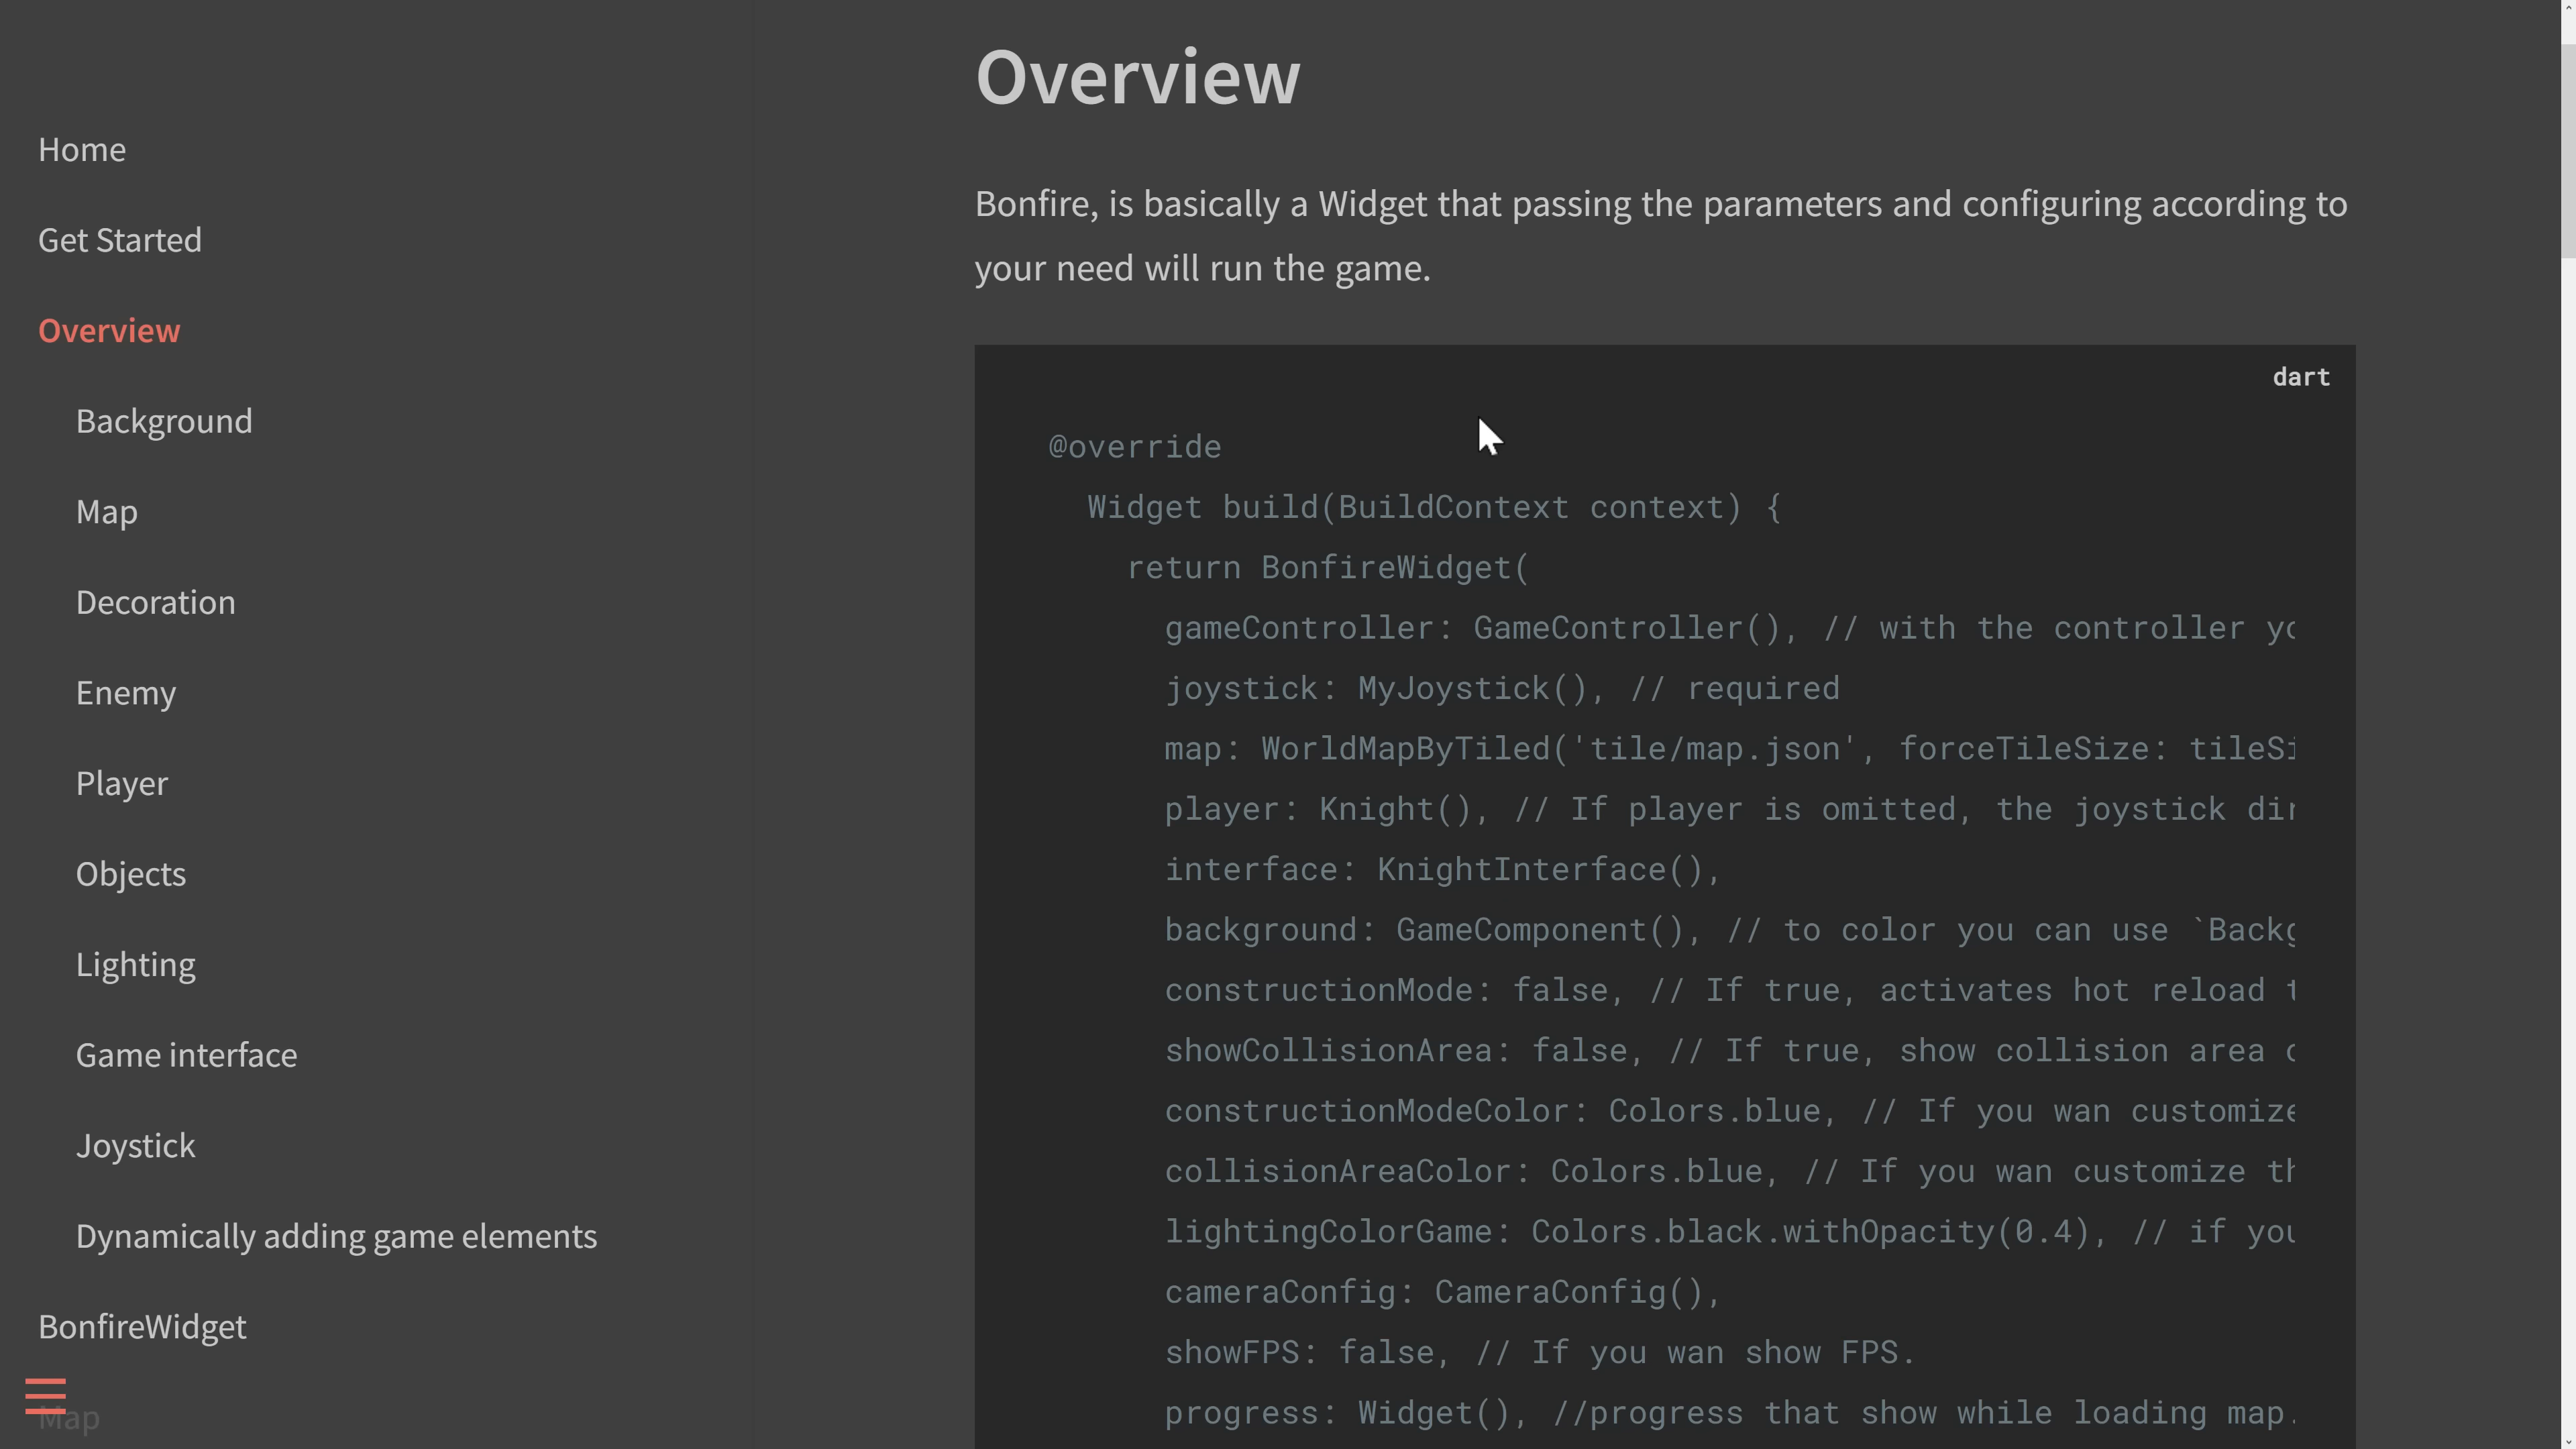 Home
Get Started
Overview
Background
Map
Decoration
Enemy
Player
Objects
Lighting
Game interface
Joystick
Dynamically adding game elements
BonfireWidget
Map
Overview
Bonfire, is basically a Widget that passing the parameters and configuring according to
your need will run the game.
dart
@override
Widget build(BuildContext context) {
return BonfireWidget(
gameController: GameController(), // with the controller
joystick: MyJoystick(), // required
map: WorldMapByTiled('tile/map.json', forceTileSize:
player: Knight(), // If player is omitted, the joystick
interface: KnightInterface(),
background: GameComponent(), // to color you can use
constructionMode: false, // If true, activates hot reload
showCollisionArea: false, // If true, show collision area
constructionModeColor: Colors.blue, // If you wan customize
collisionAreaColor: Colors.blue, // If you wan customize
lightingColorGame: Colors.black.withOpacity(0.4), // if you
cameraConfig: CameraConfig(),
showFPS: false, // If you wan show FPS.
progress: Widget(), //progress that show while loading map.